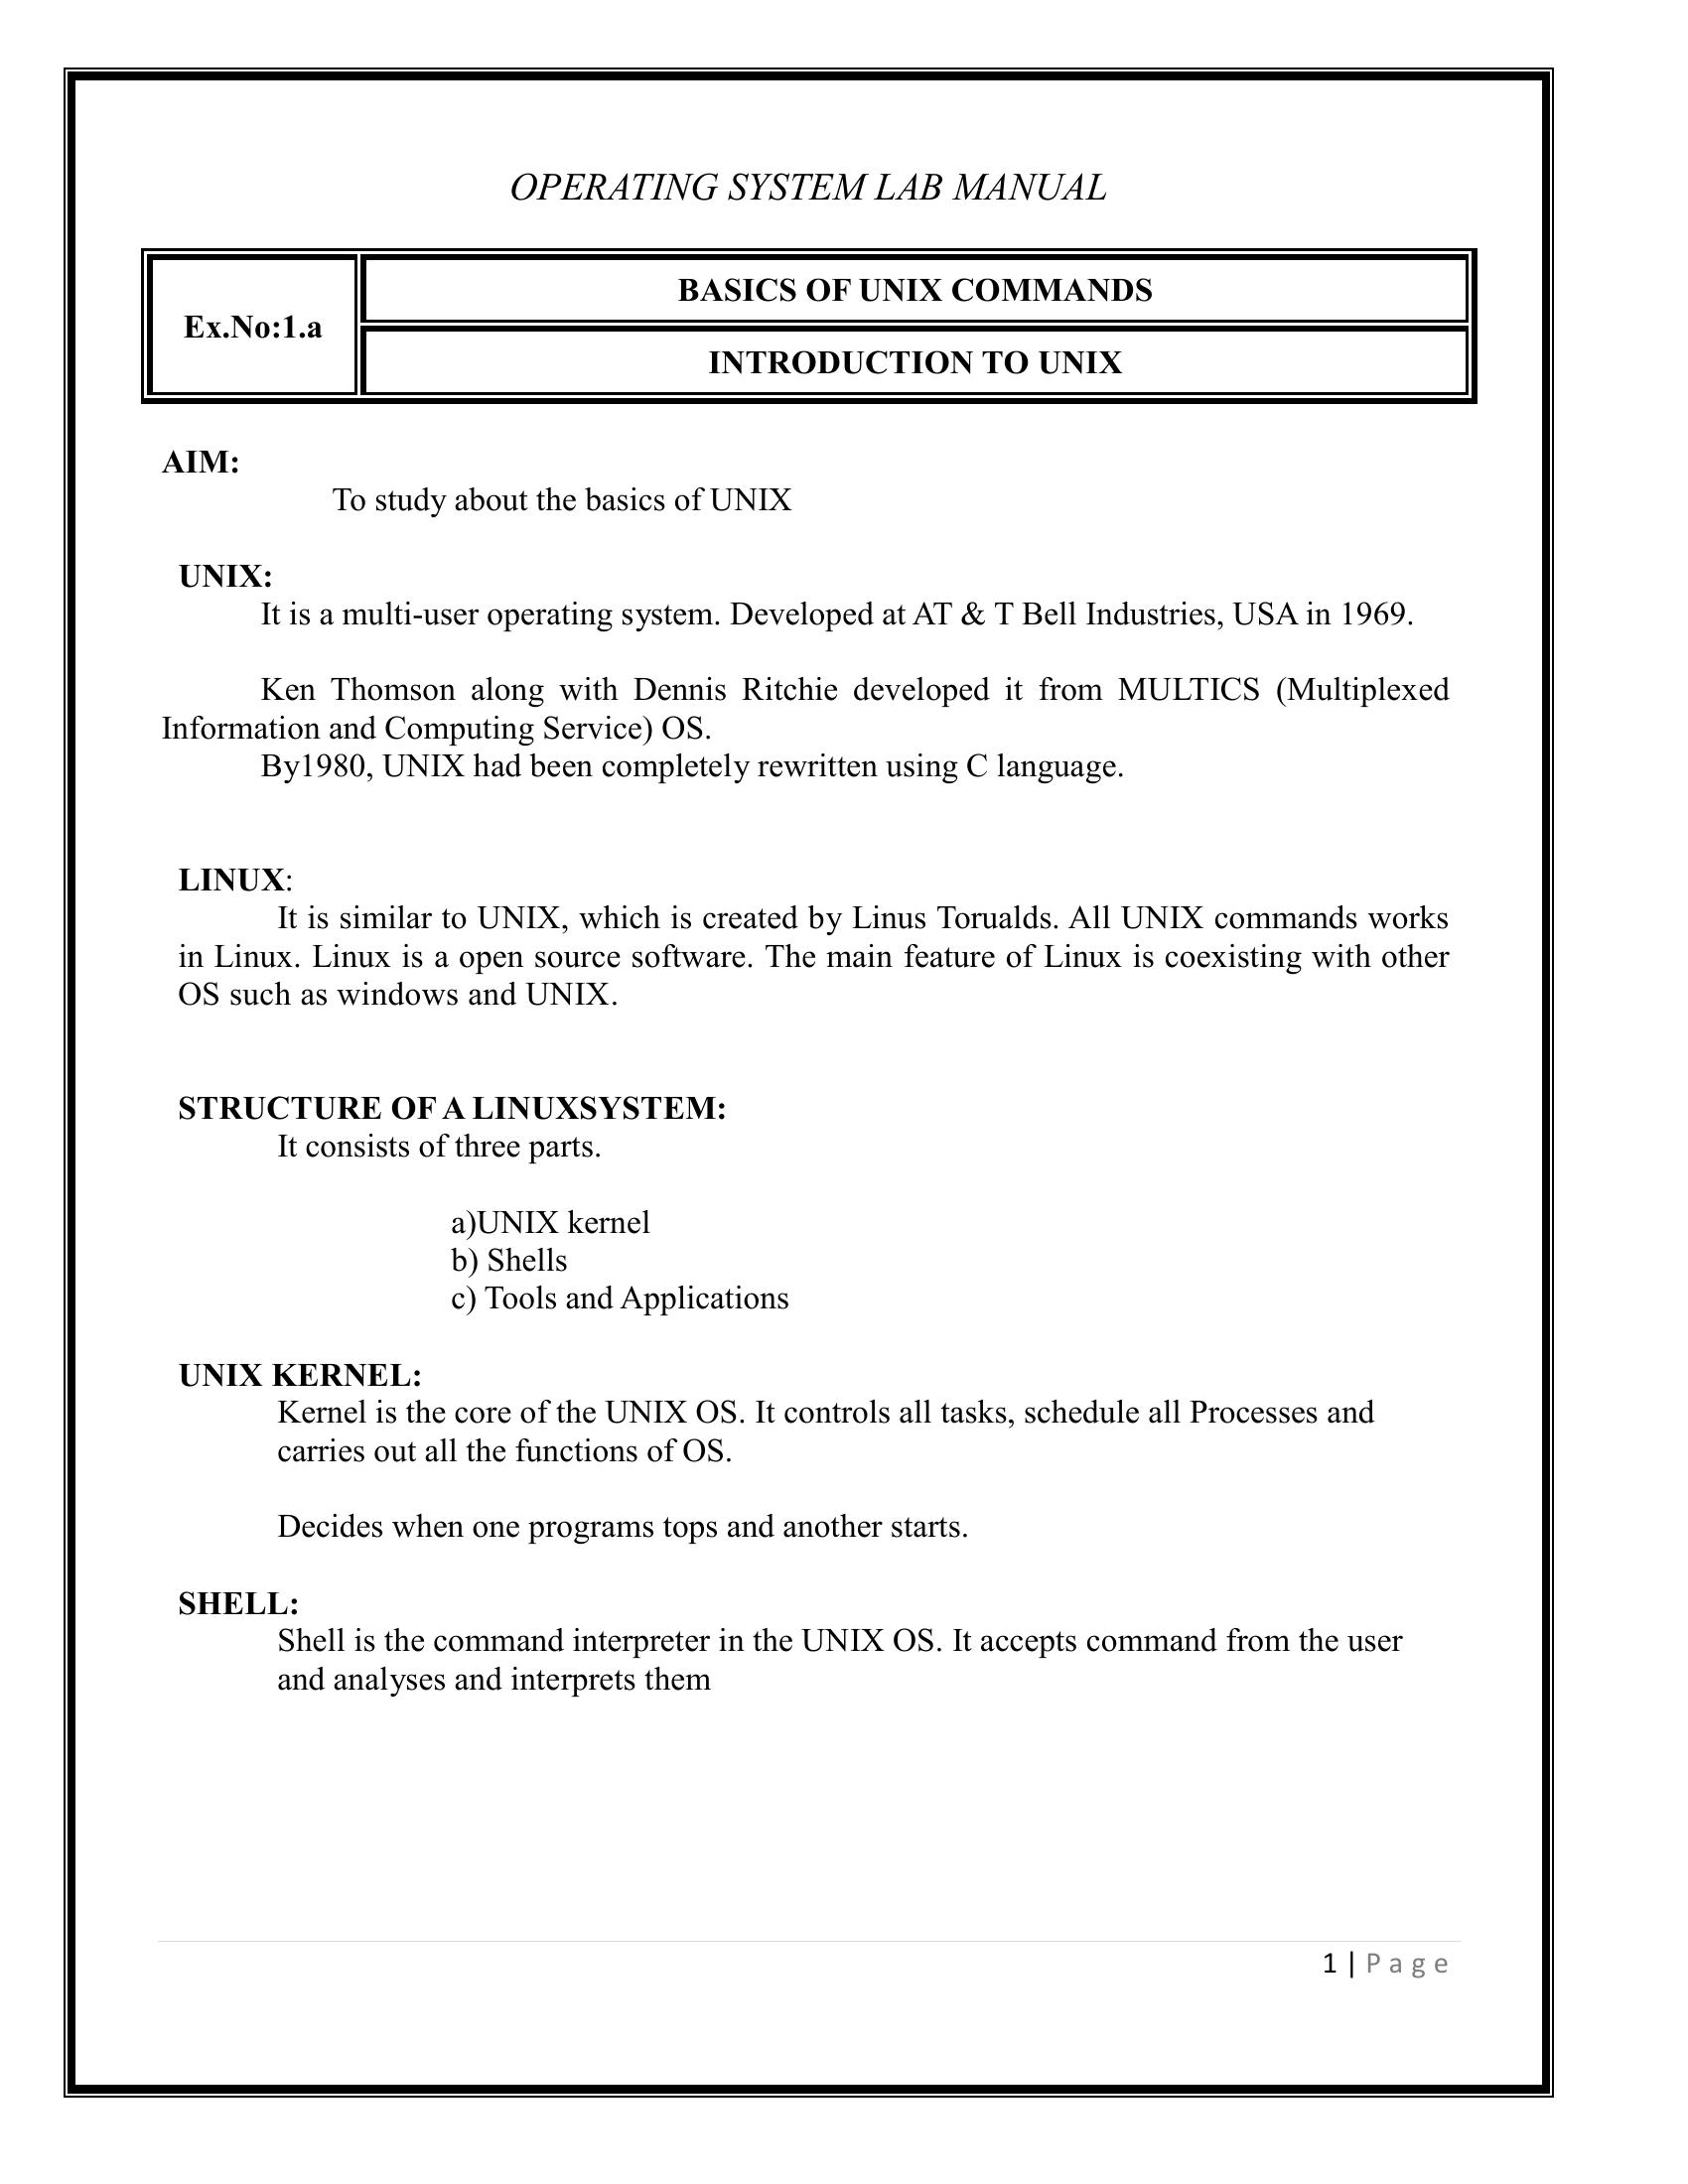 OPERATING SYSTEM LAB MANUAL
Ex.No:1.a
BASICS OF UNIX COMMANDS
INTRODUCTION TO UNIX
AIM:
To study about the basics of UNIX
UNIX:
It is a multi-user operating system. Developed at AT & T Bell Industries, USA in 1969.
Ken Thomson along with Dennis Ritchie developed it from MULTICS (Multiplexed
Information and Computing Service) OS.
By1980, UNIX had been completely rewritten using C language.
LINUX:
It is similar to UNIX, which is created by Linus Torualds. All UNIX commands works
in Linux. Linux is a open source software. The main feature of Linux is coexisting with other
OS such as windows and UNIX.
STRUCTURE OF A LINUXSYSTEM:
It consists of three parts.
a)UNIX kernel
b) Shells
c) Tools and Applications
UNIX KERNEL:
Kernel is the core of the UNIX OS. It controls all tasks, schedule all Processes and
carries out all the functions of OS.
Decides when one programs tops and another starts.
SHELL:
Shell is the command interpreter in the UNIX OS. It accepts command from the user
and analyses and interprets them
1 | Page